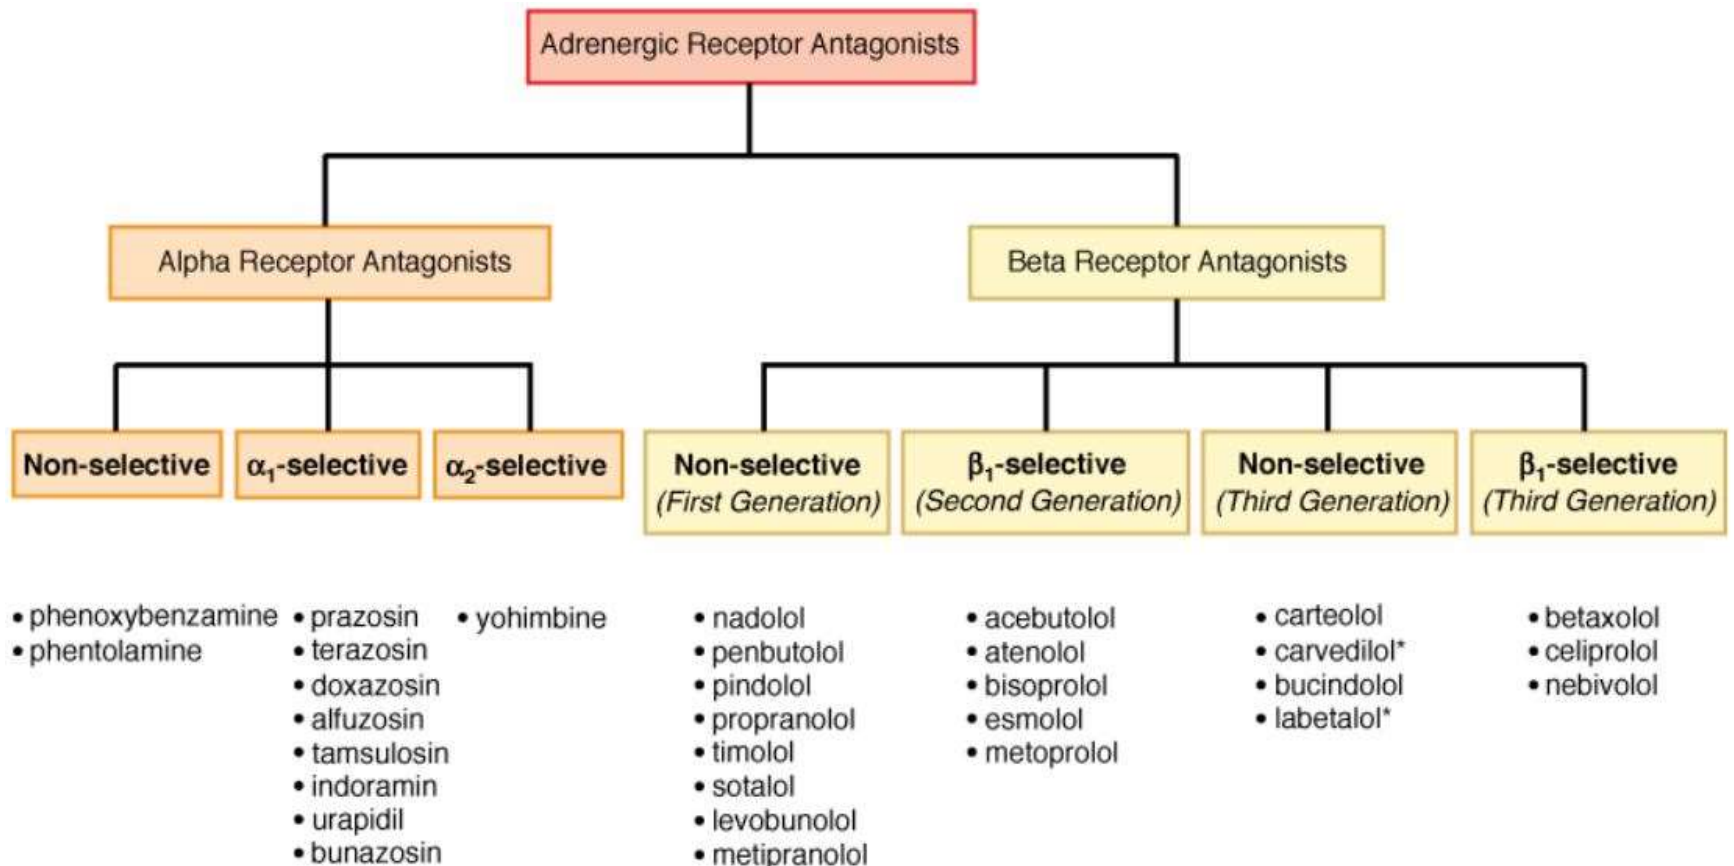 Adrenergic Receptor Antagonists
Alpha Receptor Antagonists
Beta Receptor Antagonists
Non-selective
α₁-selective
α₂-selective
Non-selective
(First Generation)
β₁-selective
(Second Generation)
Non-selective
(Third Generation)
β₁-selective
(Third Generation)
• phenoxybenzamine
• phentolamine
• prazosin
• terazosin
• doxazosin
• alfuzosin
• tamsulosin
• indoramin
• urapidil
• bunazosin
• yohimbine
• nadolol
• penbutolol
• pindolol
• propranolol
• timolol
• sotalol
• levobunolol
• metipranolol
• acebutolol
• atenolol
• bisoprolol
• esmolol
• metoprolol
• carteolol
• carvedilol*
• bucindolol
• labetalol*
• betaxolol
• celiprolol
• nebivolol